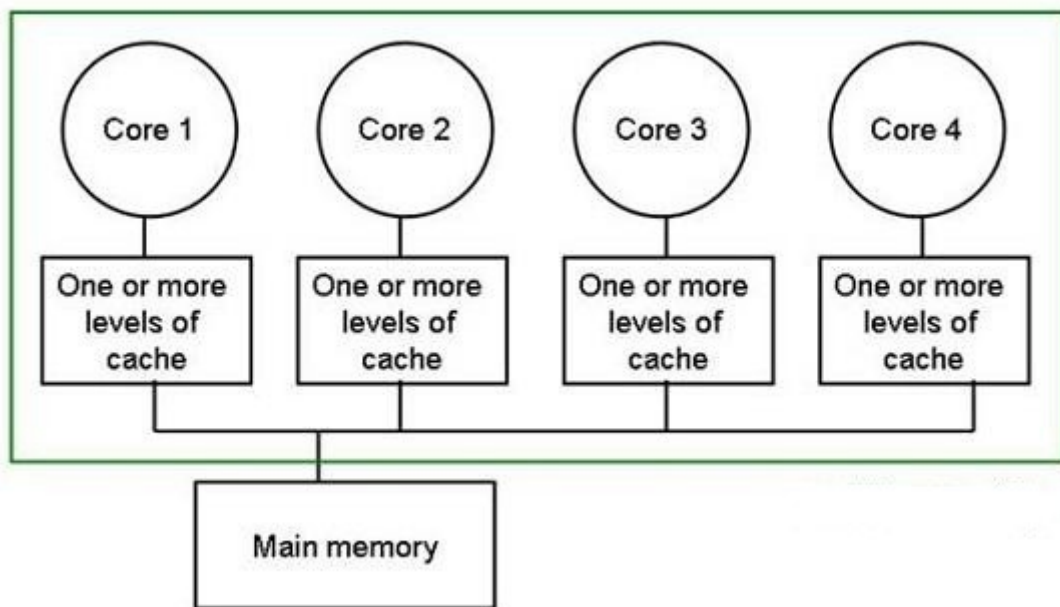 Core 1
Core 2
Core 3
Core 4
One or more
levels of
cache
One or more
levels of
cache
One or more
levels of
cache
One or more
levels of
cache
Main memory